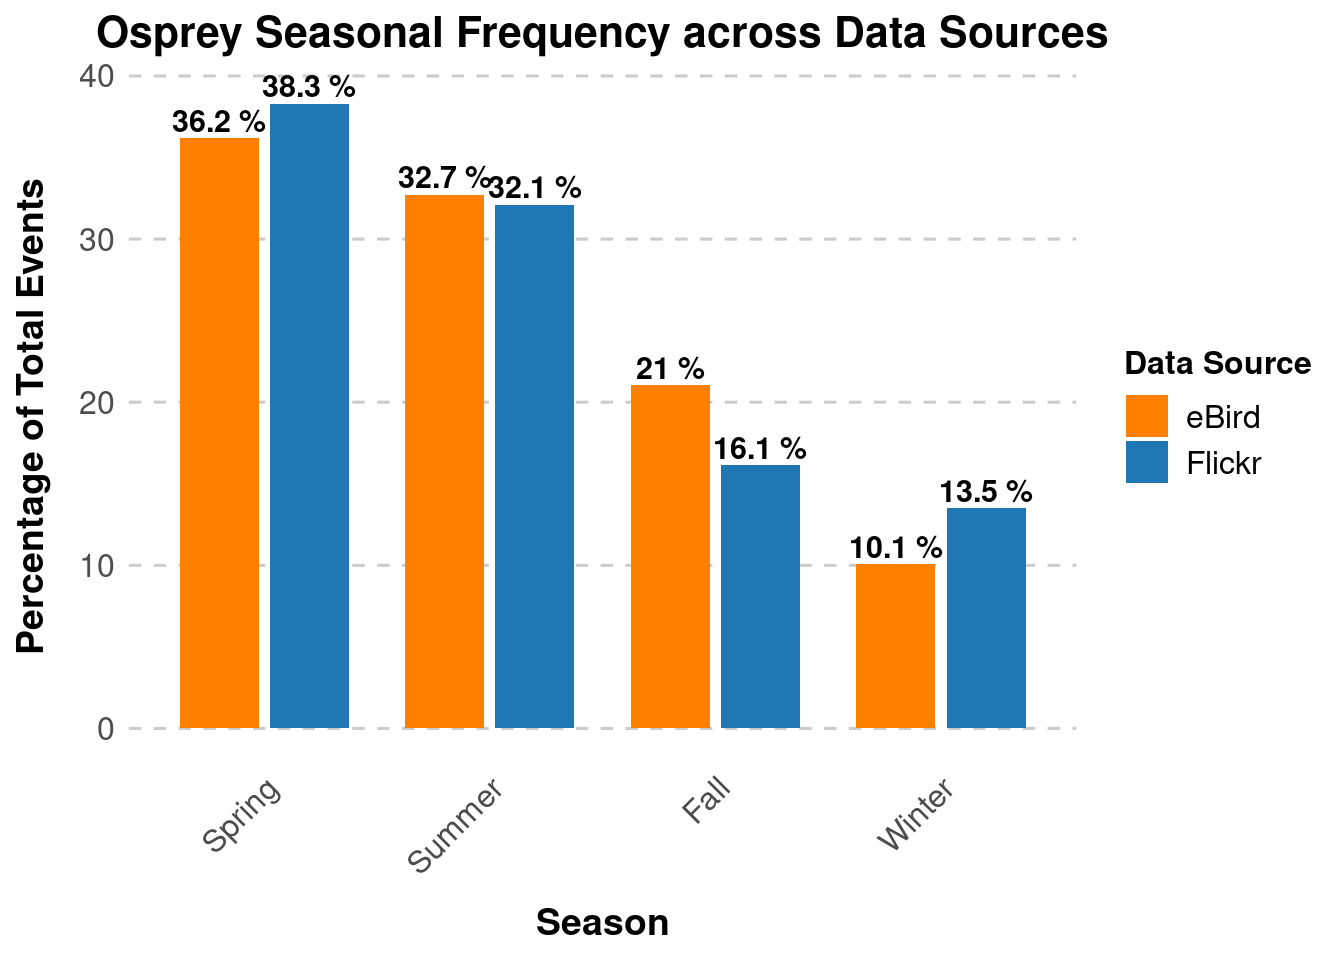 Osprey Seasonal Frequency across Data Sources
40
30
20
10
0
Percentage of Total Events
36.2 %
38.3 %
32.7 %
32.1 %
21 %
16.1 %
10.1 %
13.5 %
Spring
Summer
Fall
Winter
Season
Data Source
eBird
Flickr